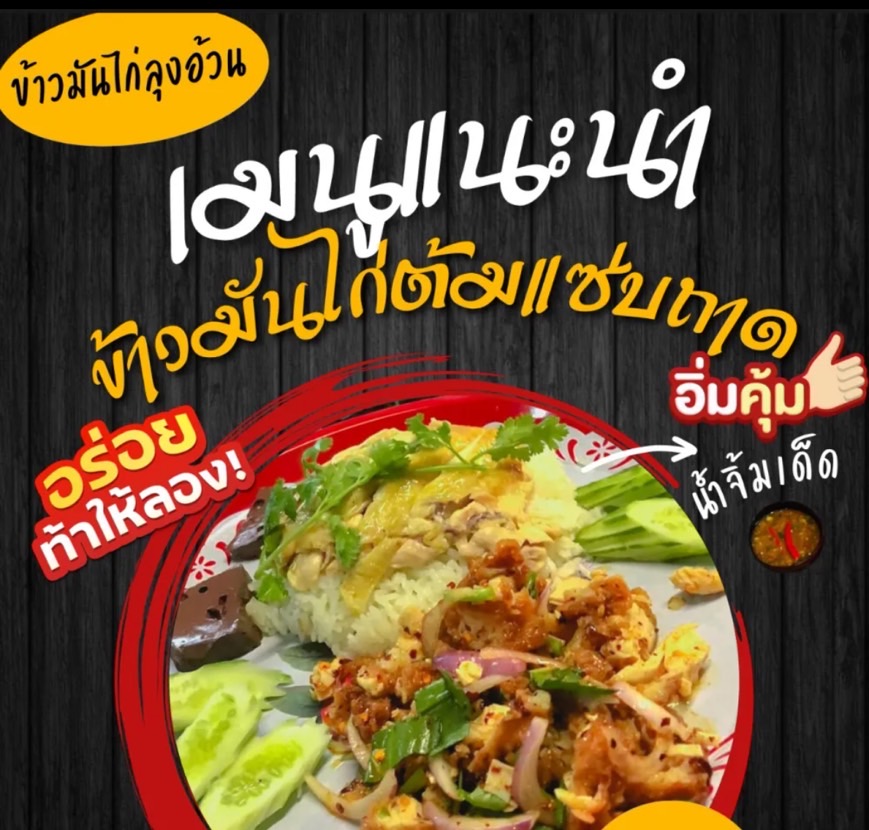 ข้าวมันไก่ลุงอ้วน
เมนูแนะนำ
ข้าวมันไก่ต้มแซ่บถาด
อิ่มคุ้ม
อร่อย
ท้าให้ลอง!
น้ำจิ้มเด็ด